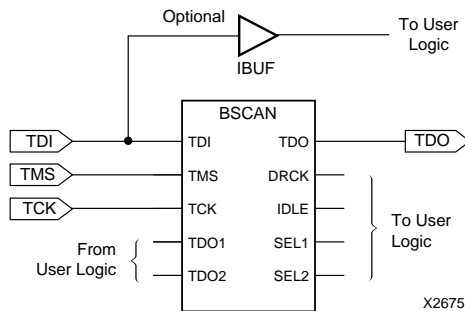 Optional
To User
Logic
IBUF
BSCAN
TDI TDI TDO TDO
TMS TMS DRCK
TCK TCK IDLE
To User
Logic
From
User Logic
TDO1 SEL1
TDO2 SEL2
X2675